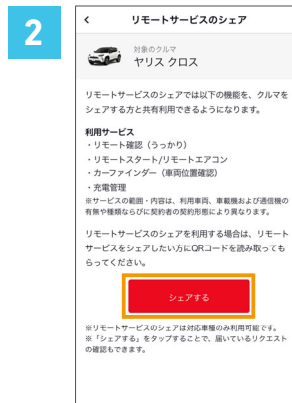 2
< リモートサービスのシェア
対象のクルマ
ヤリス クロス
リモートサービスのシェアでは以下の機能を、クルマを
シェアする方と共有利用できるようになります。
利用サービス
・リモート確認（うっかり）
・リモートスタート/リモートエアコン
・カーファインダー（車両位置確認）
・充電管理
※サービスの範囲・内容は、利用車両、車載機および通信機の
有無や種類ならびに契約者の契約形態により異なります。
リモートサービスのシェアを利用する場合は、リモート
サービスをシェアしたい方にQRコードを読み取っても
らってください。
シェアする
※リモートサービスのシェアは対応車種のみ利用可能です。
※「シェアする」をタップすることで、届いているリクエスト
の確認もできます。